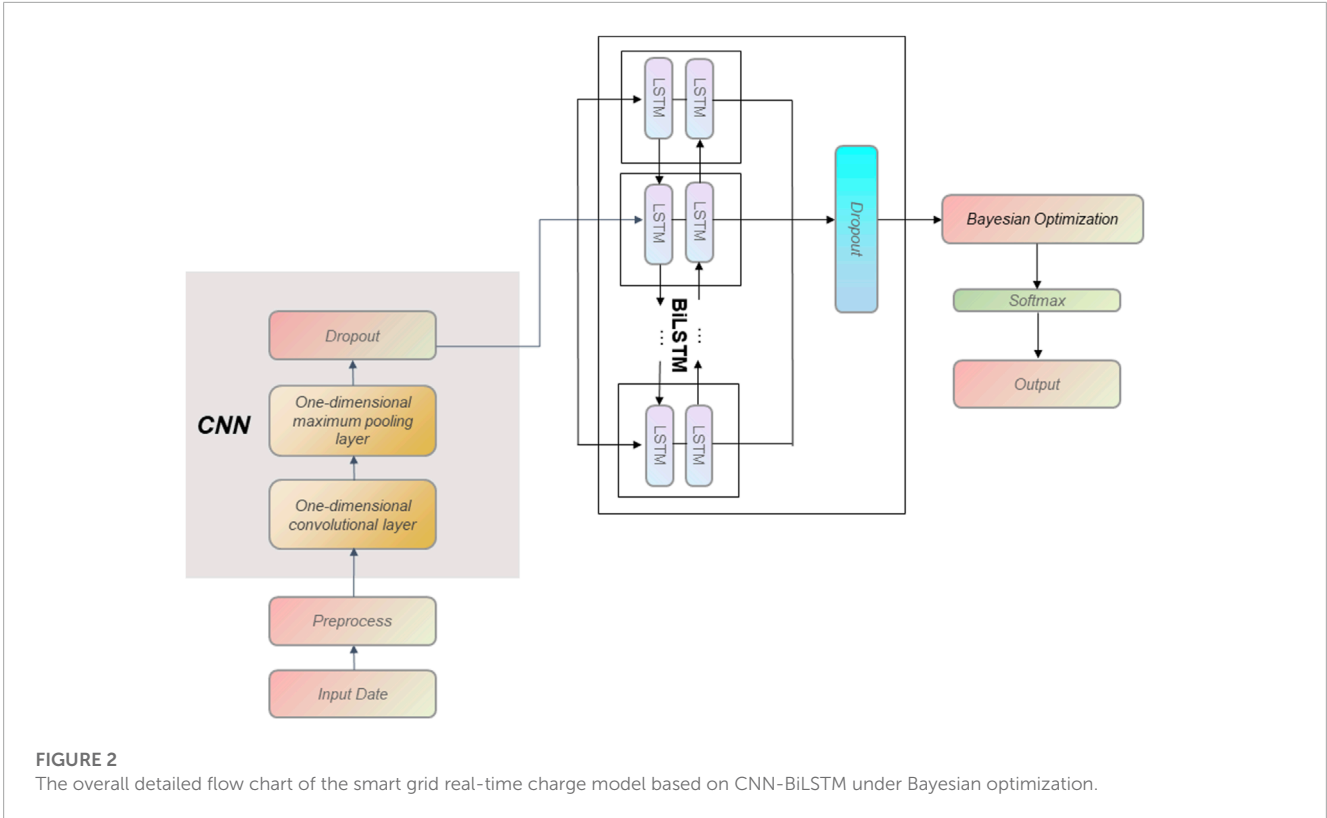 LSTM
LSTM
LSTM
LSTM
BiLSTM
...
...
LSTM
LSTM
Dropout
Bayesian Optimization
Softmax
Output
CNN
Dropout
One-dimensional
maximum pooling
layer
One-dimensional
convolutional layer
Preprocess
Input Date
FIGURE 2
The overall detailed flow chart of the smart grid real-time charge model based on CNN-BiLSTM under Bayesian optimization.